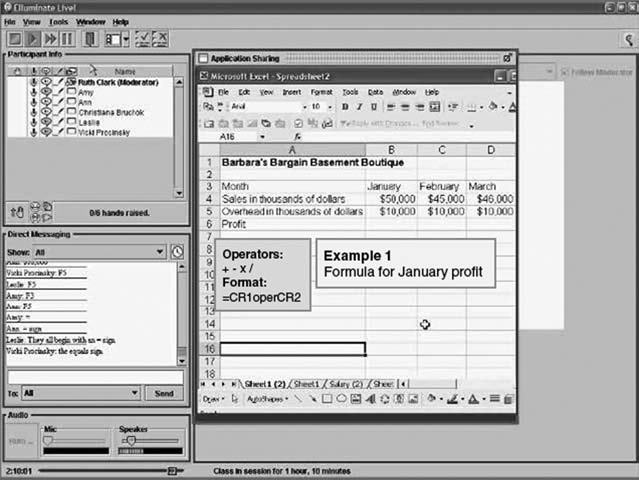 Elluminate Live!
File View Tools Window Help
Participant Info
Name
Ruth Clark (Moderator)
Amy
Ann
Christiana Bruchok
Leslie
Vicki Procinsky
0/6 hands raised.
Direct Messaging
Show: All
Vicki Procinsky: F5
Leslie: F5
Amy: F3
Ann: F5
Amy: =
Ann: = sign
Leslie: They all begin with an = sign
Vicki Procinsky: the equals sign
To: All
Send
Audio
Mic
Speaker
2:10:01
Class in session for 1 hour, 10 minutes
Follow Moderator
Application Sharing
Microsoft Excel - Spreadsheet2
File Edit View Insert Format Tools Data Window Help
Arial 10 B I U
A16 fx
A B C D
1 Barbara's Bargain Basement Boutique
2
3 Month January February March
4 Sales in thousands of dollars $50,000 $45,000 $46,000
5 Overhead in thousands of dollars $10,000 $10,000 $10,000
6 Profit
7
8
9
10
11
12
13
14
15
16
17
18
Operators:
+ - x /
Format:
=CR1operCR2
Example 1
Formula for January profit
Sheet1 (2) Sheet1 Salary (2) Sheet
Draw AutoShapes